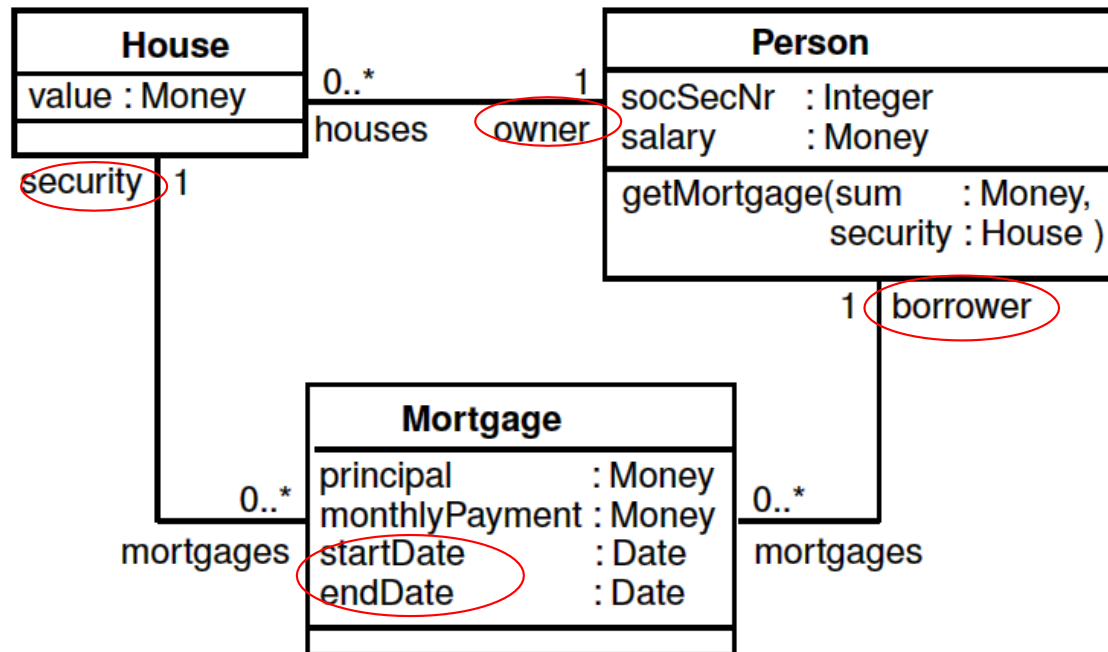 House
value : Money
0..*
1
houses
owner
Person
socSecNr : Integer
salary : Money
getMortgage(sum : Money,
security : House )
security 1
1 borrower
Mortgage
principal : Money
monthlyPayment : Money
startDate : Date
endDate : Date
0..*
mortgages
0..*
mortgages